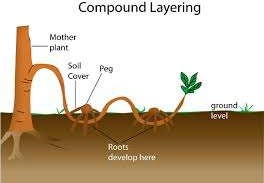 Compound Layering
Mother
plant
Soil
Cover
Peg
ground
level
Roots
develop here